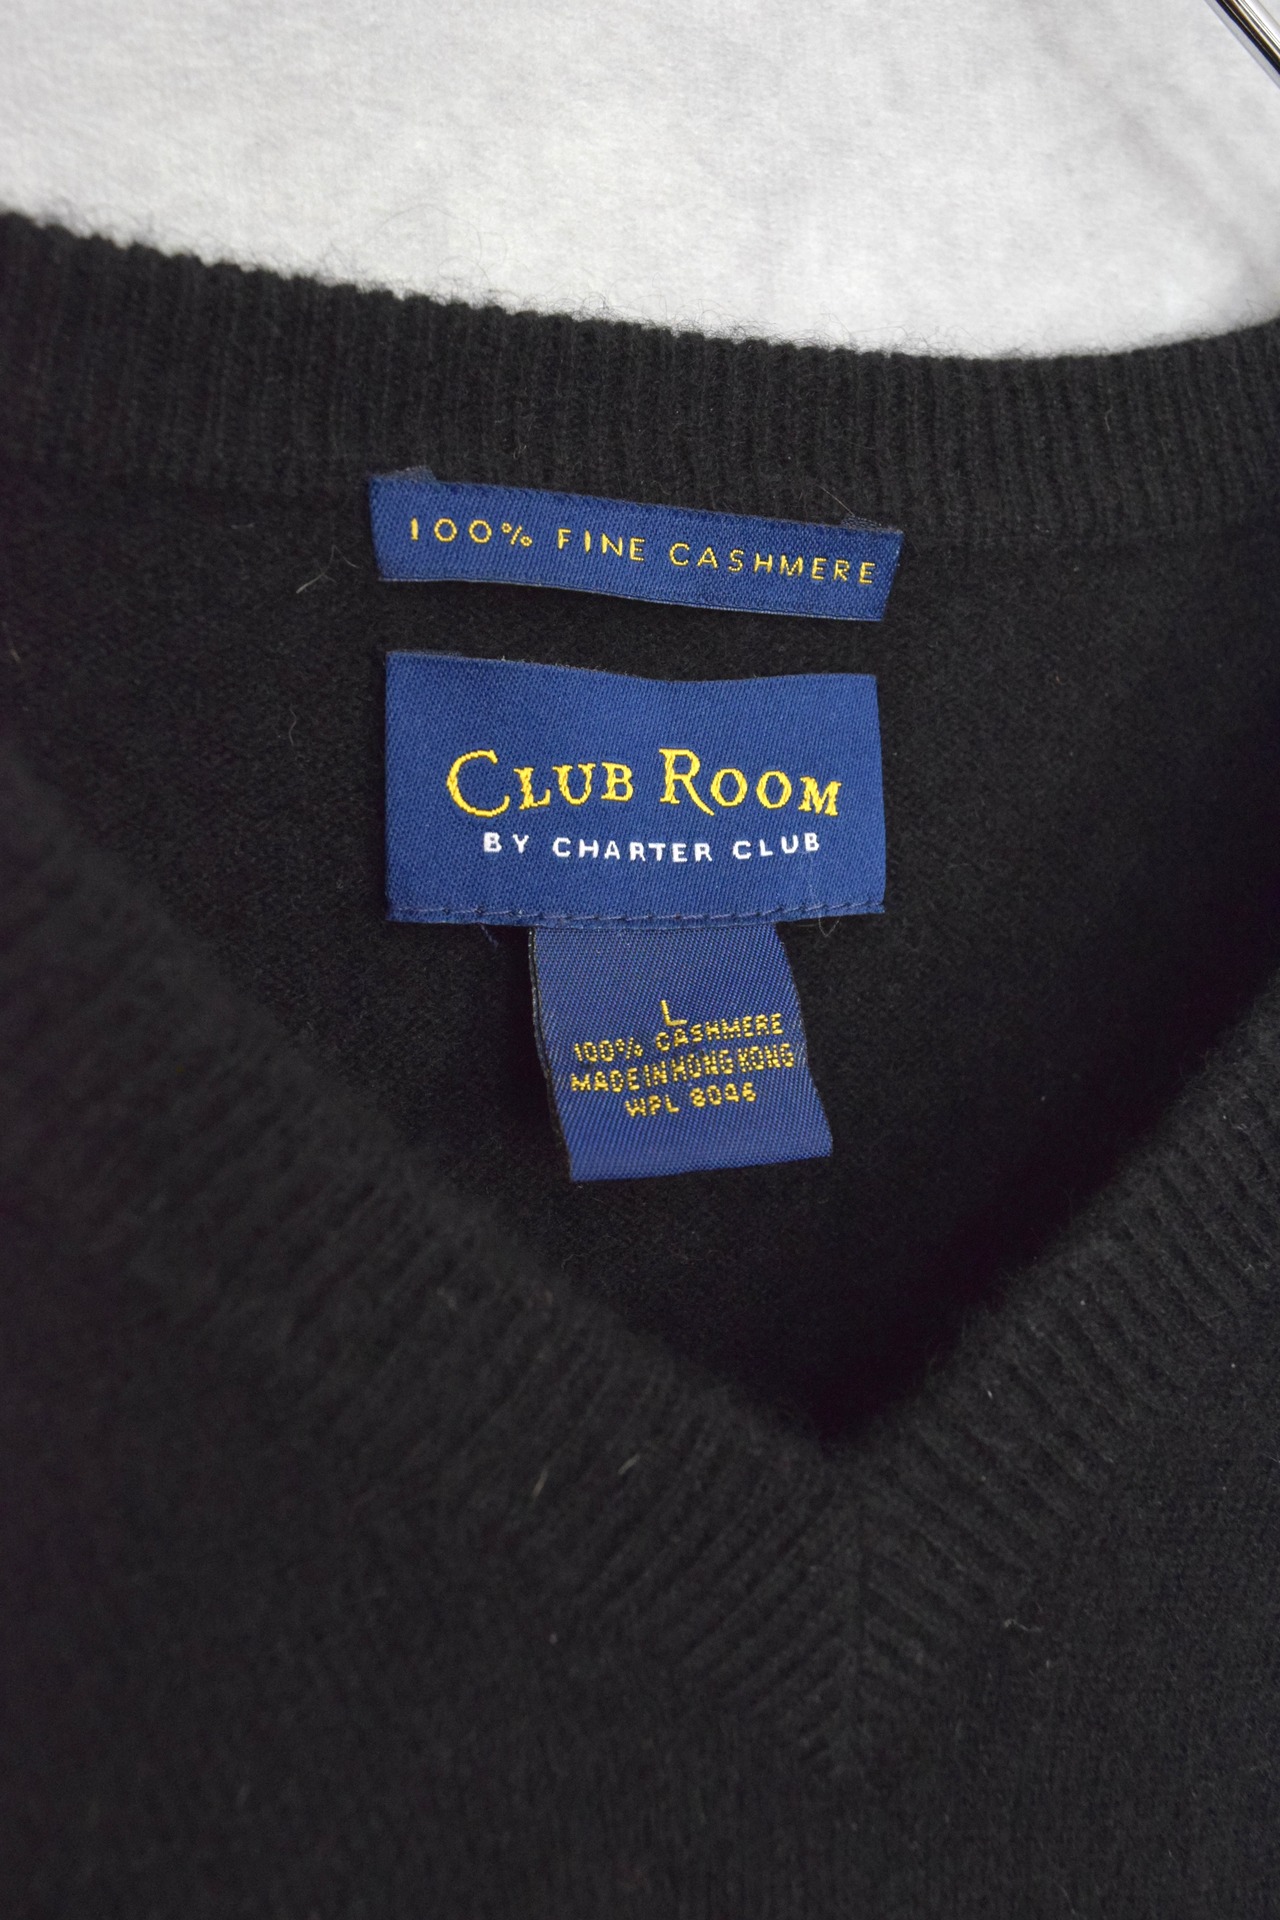 100% FINE CASHMERE
CLUB ROOM
BY CHARTER CLUB
L
100% CASHMERE
MADE IN HONG KONG
WPL 8046